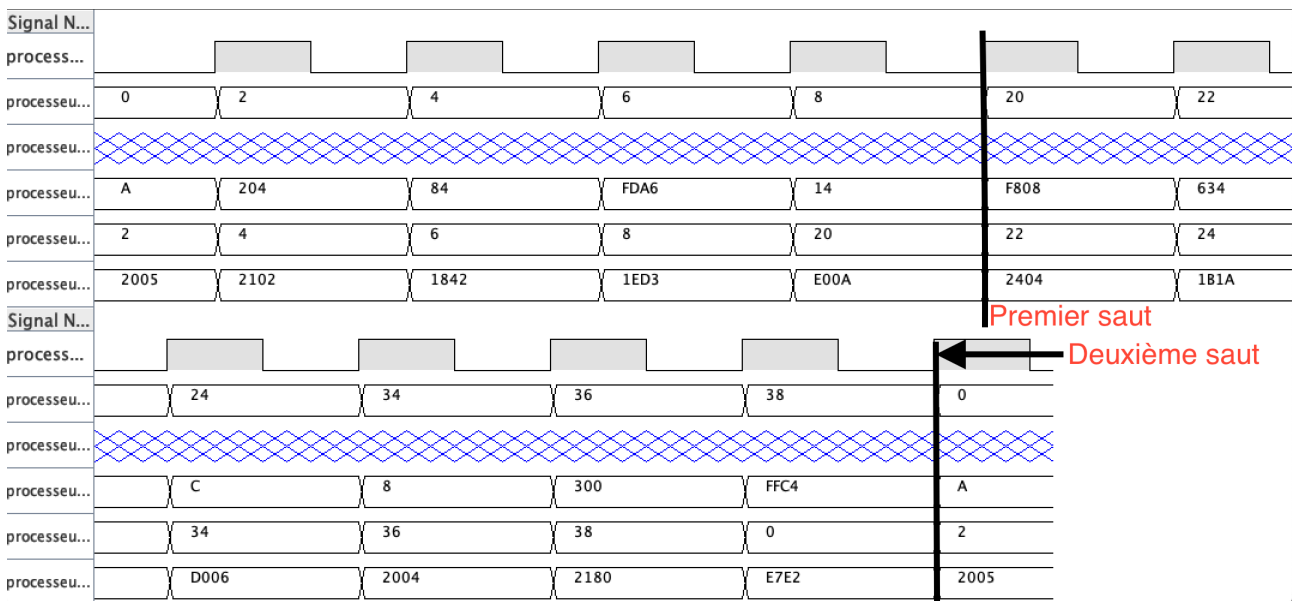 Signal N...
process...
processeu... 0 2 4 6 8 20 22
processeu...
processeu... A 204 84 FDA6 14 F808 634
processeu... 2 4 6 8 20 22 24
processeu... 2005 2102 1842 1ED3 E00A 2404 1B1A
Premier saut
Signal N...
process...
Deuxième saut
processeu... 24 34 36 38 0
processeu...
processeu... C 8 300 FFC4 A
processeu... 34 36 38 0 2
processeu... D006 2004 2180 E7E2 2005